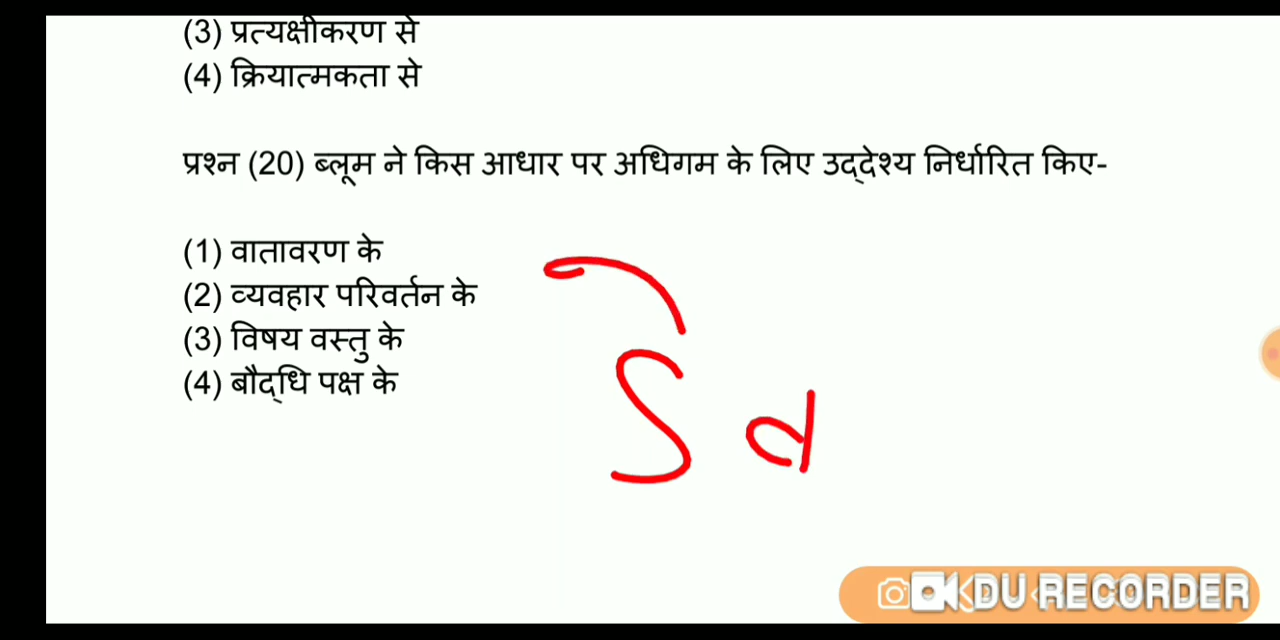 (3) प्रत्यक्षीकरण से
(4) क्रियात्मकता से
प्रश्न (20) ब्लूम ने किस आधार पर अधिगम के लिए उद्देश्य निर्धारित किए-
(1) वातावरण के
(2) व्यवहार परिवर्तन के
(3) विषय वस्तु के
(4) बौद्धि पक्ष के
S d
DU RECORDER